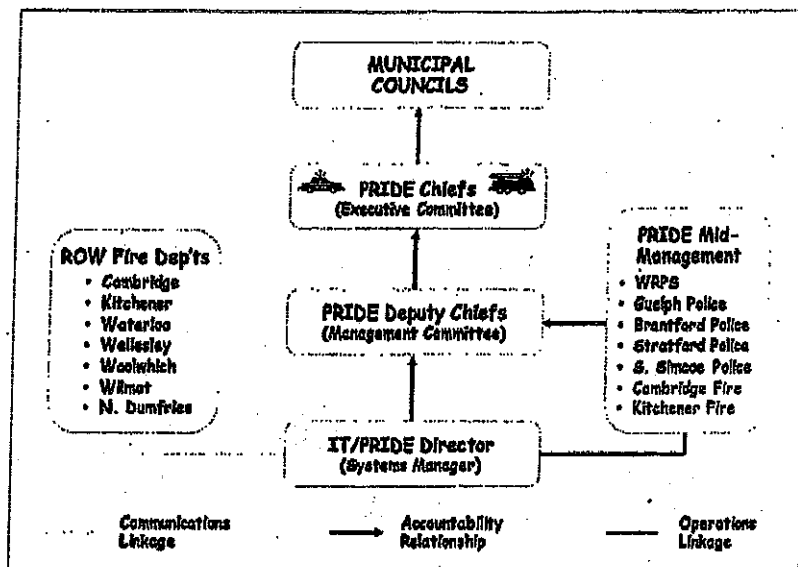 MUNICIPAL
COUNCILS
PRIDE Chiefs
(Executive Committee)
ROW Fire Dep'ts
• Cambridge
• Kitchener
• Waterloo
• Wellesley
• Woolwhich
• Wilmot
• N. Dumfries
PRIDE Deputy Chiefs
(Management Committee)
PRIDE Mid-
Management
• WRPS
• Guelph Police
• Brantford Police
• Stratford Police
• S. Simcoe Police
• Cambridge Fire
• Kitchener Fire
IT/PRIDE Director
(Systems Manager)
Communications
Linkage
Accountability
Relationship
Operations
Linkage